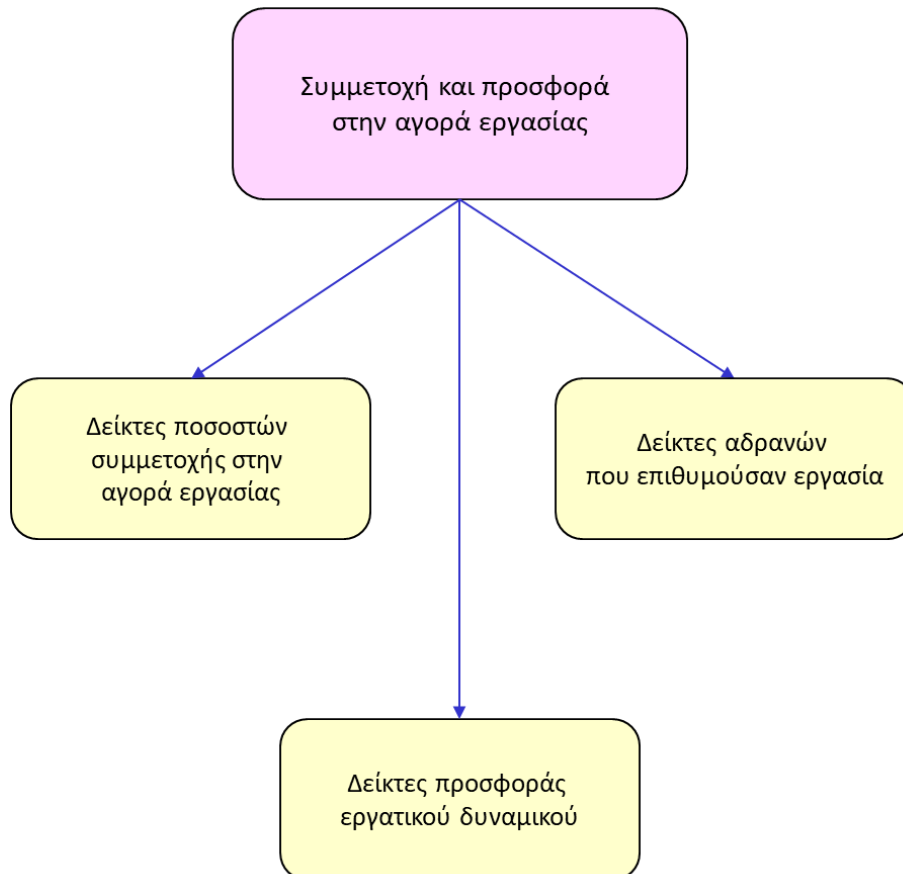 Συμμετοχή και προσφορά
στην αγορά εργασίας
Δείκτες ποσοστών
συμμετοχής στην
αγορά εργασίας
Δείκτες αδρανών
που επιθυμούσαν εργασία
Δείκτες προσφοράς
εργατικού δυναμικού